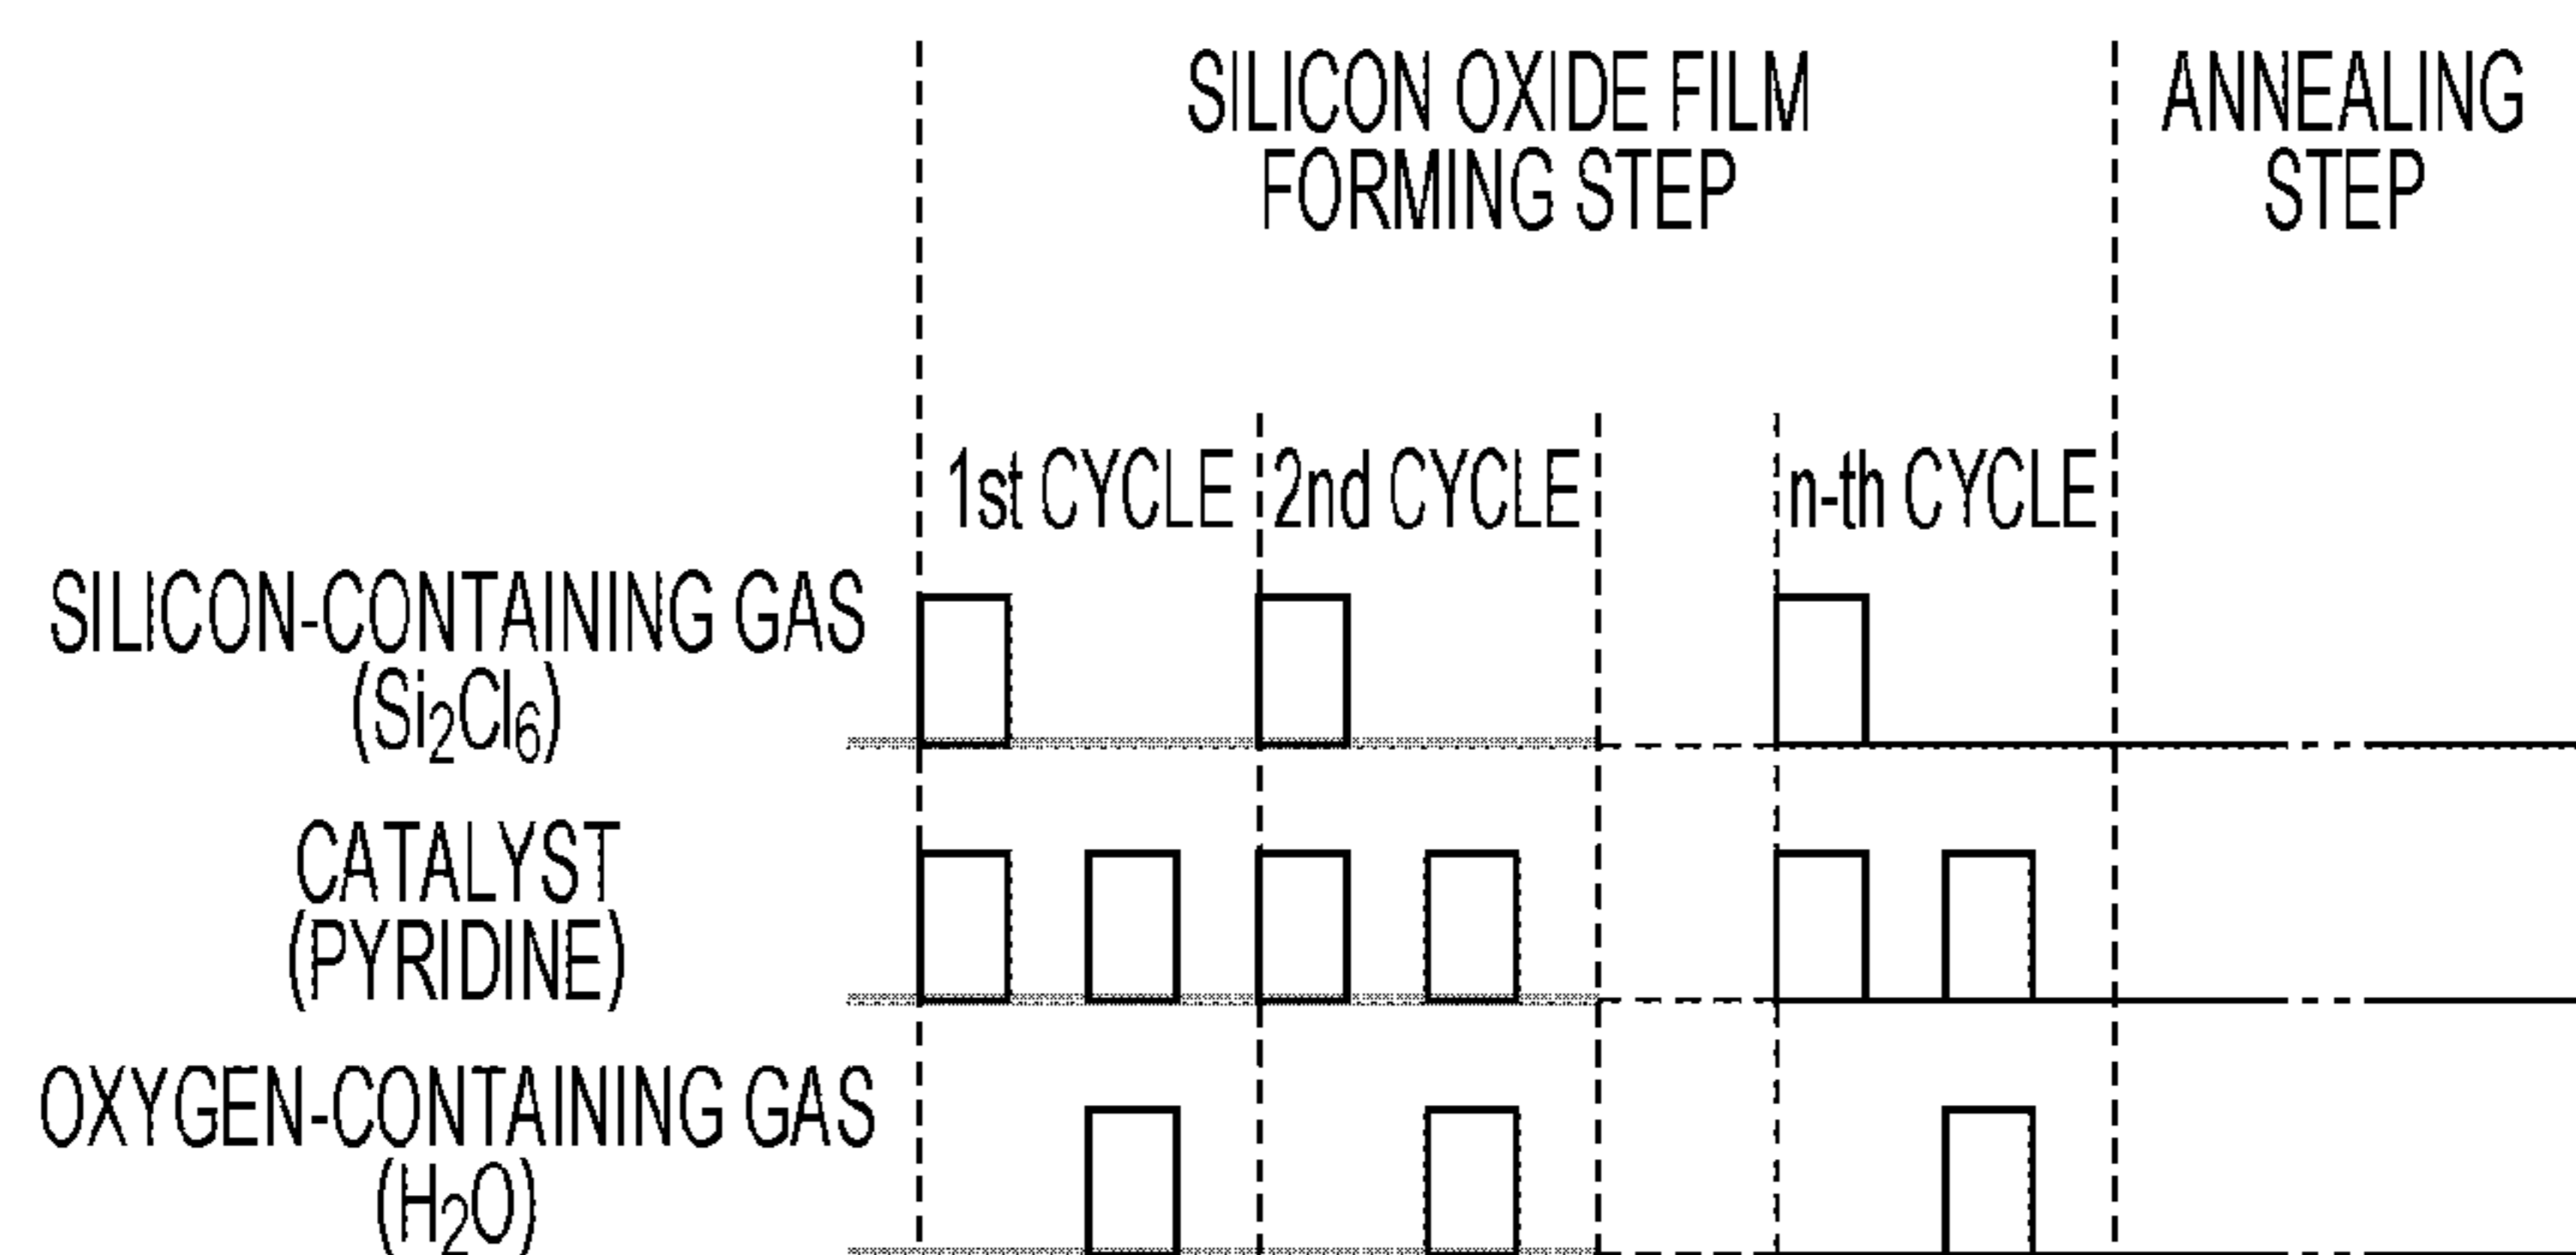 SILICON OXIDE FILM
FORMING STEP
ANNEALING
STEP
1st CYCLE
2nd CYCLE
n-th CYCLE
SILICON-CONTAINING GAS
(Si₂Cl₆)
CATALYST
(PYRIDINE)
OXYGEN-CONTAINING GAS
(H₂O)